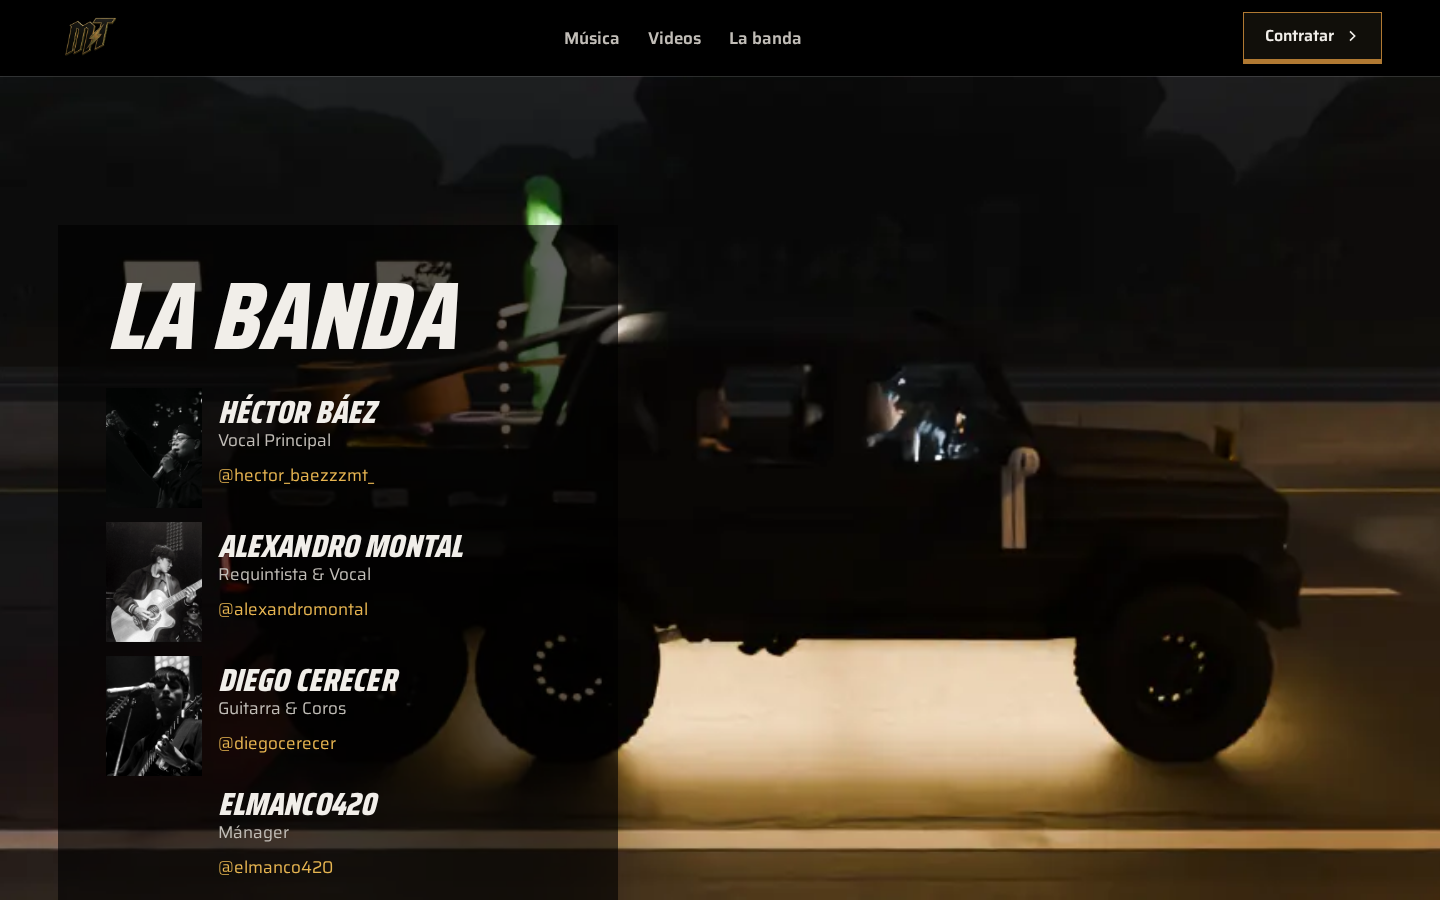 MT
Música
Videos
La banda
Contratar
LA BANDA
HÉCTOR BÁEZ
Vocal Principal
@hector_baezzzmt_
ALEXANDRO MONTAL
Requintista & Vocal
@alexandromontal
DIEGO CERECER
Guitarra & Coros
@diegocerecer
ELMANCO420
Mánager
@elmanco420